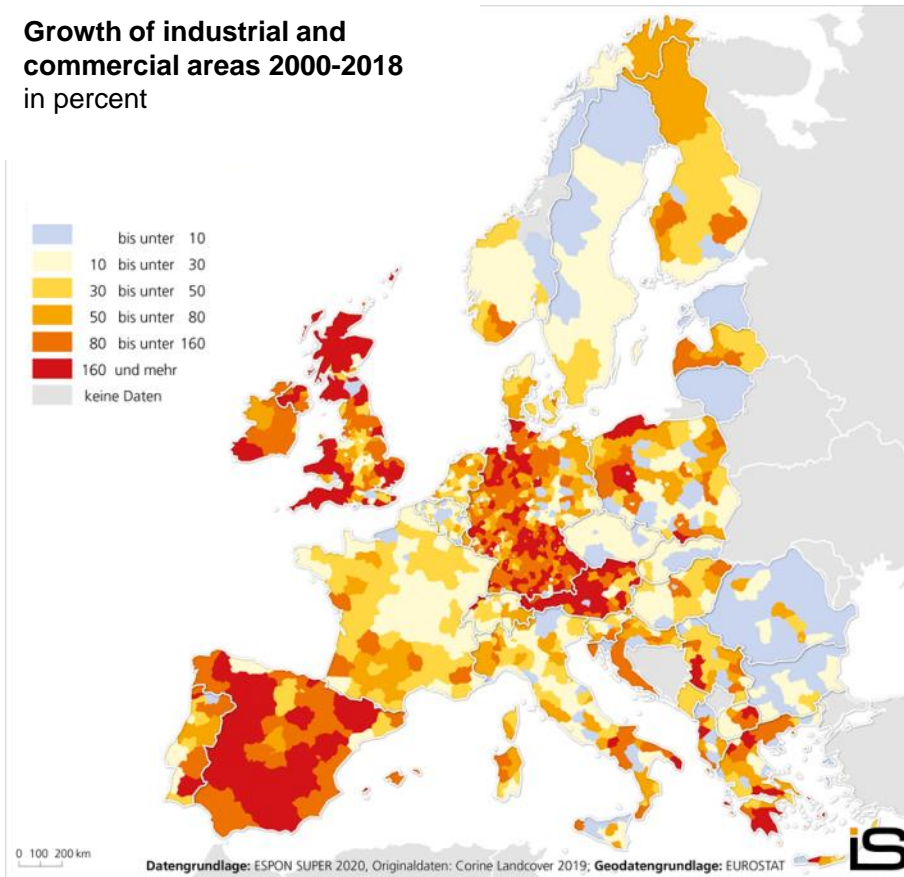 Growth of industrial and
commercial areas 2000-2018
in percent
bis unter 10
10 bis unter 30
30 bis unter 50
50 bis unter 80
80 bis unter 160
160 und mehr
keine Daten
0 100 200 km
Datengrundlage: ESPON SUPER 2020, Originaldaten: Corine Landcover 2019; Geodatengrundlage: EUROSTAT
is